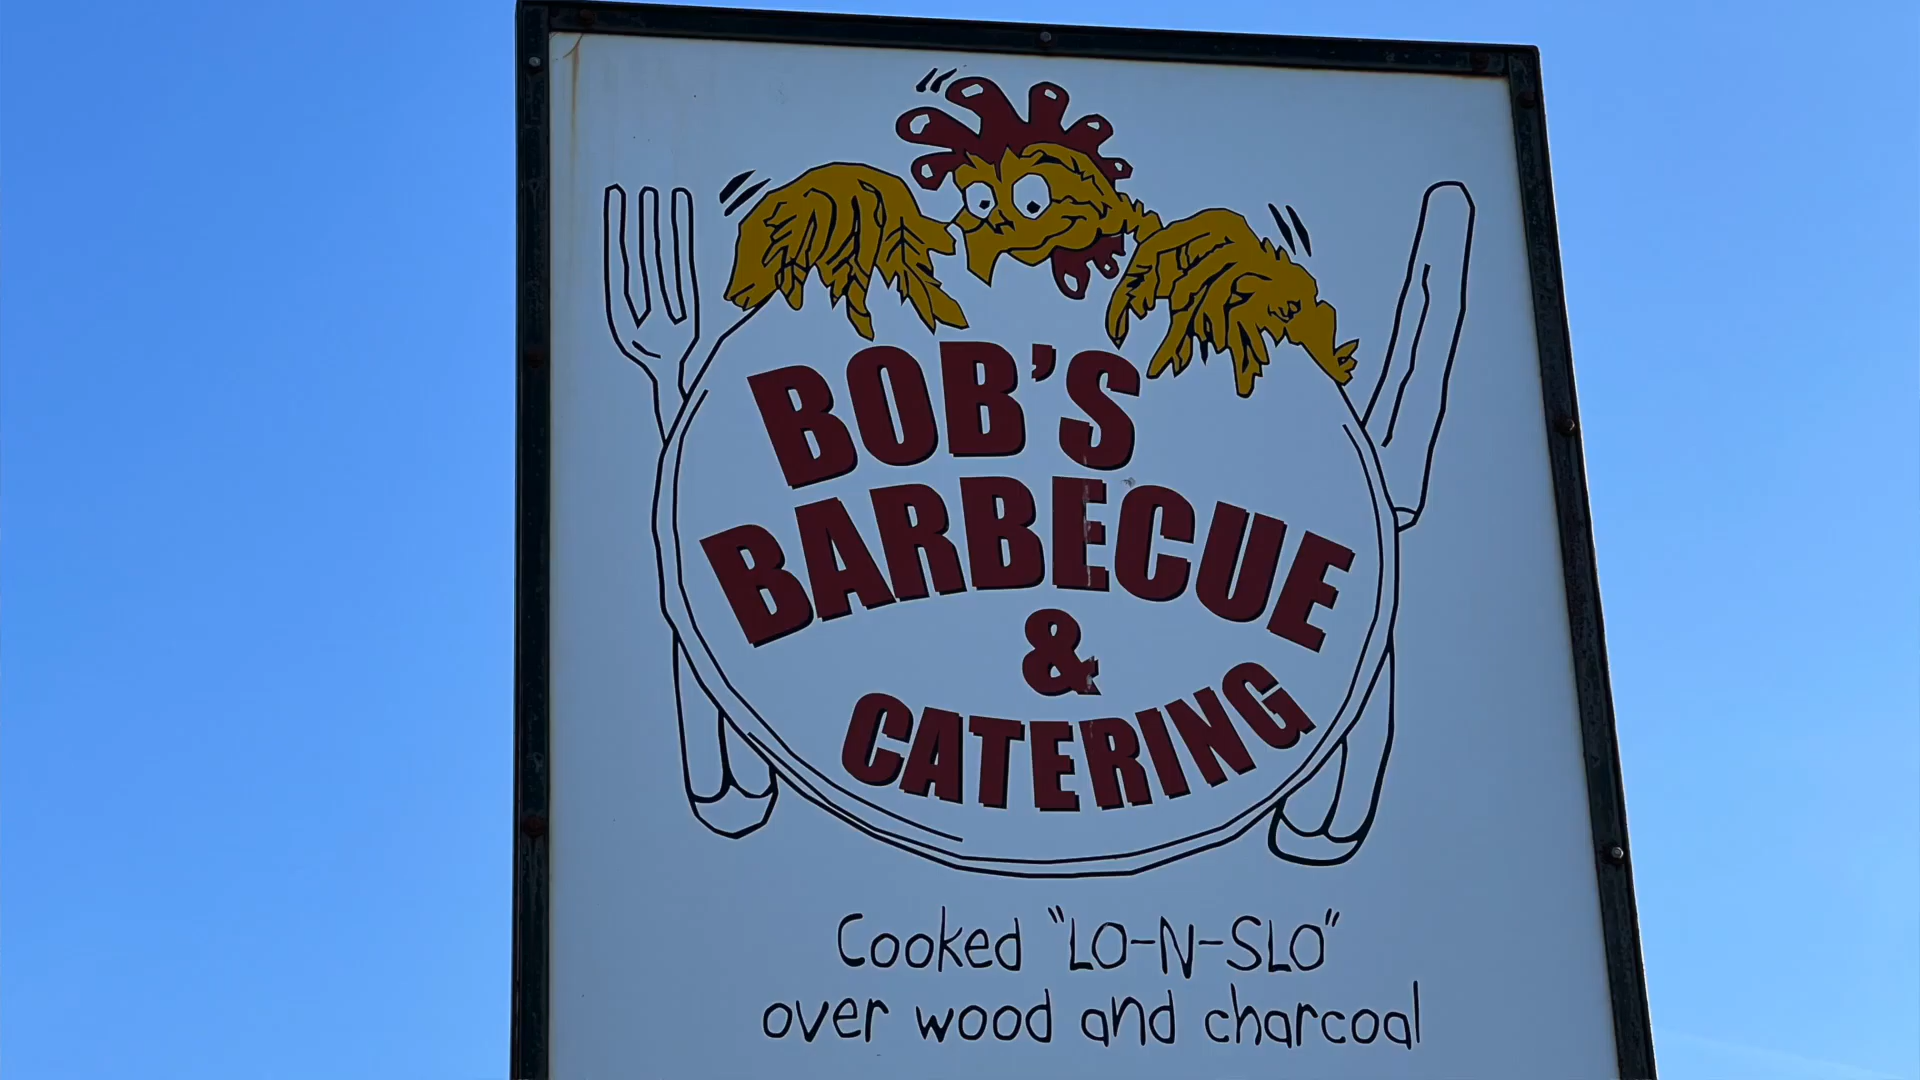 BOB'S
BARBECUE
&
CATERING
Cooked "LO-N-SLO"
over wood and charcoal